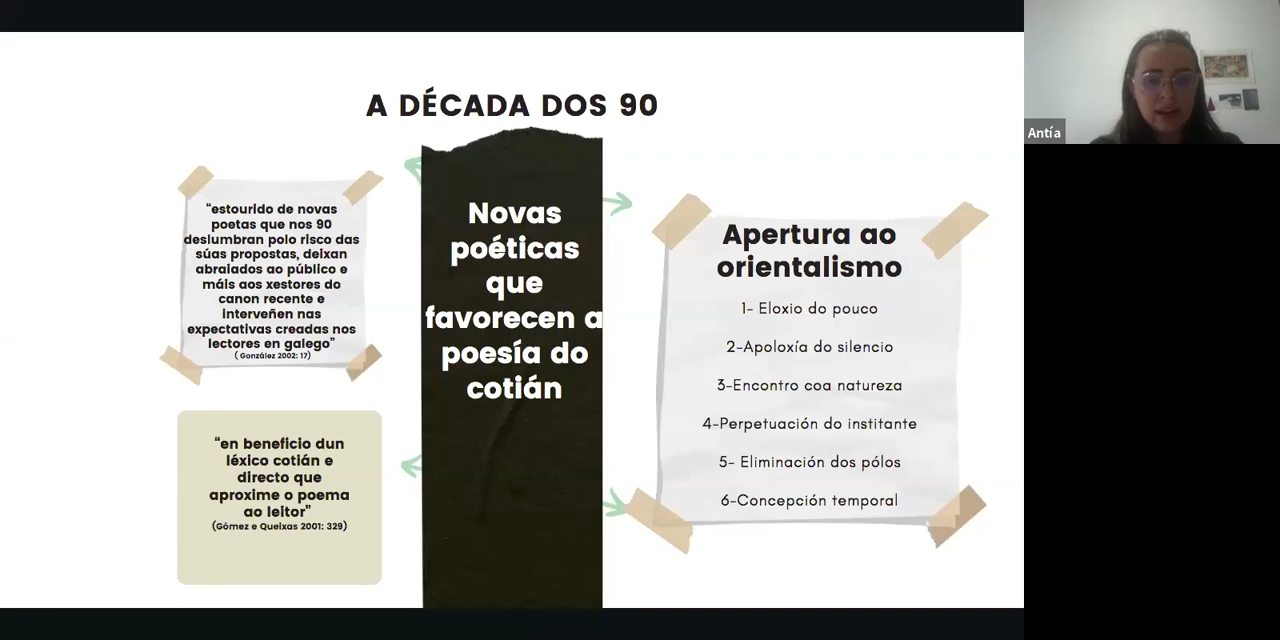 A DÉCADA DOS 90
“estourido de novas
poetas que nos 90
deslumbran polo risco das
súas propostas, deixan
abraiados ao público e
máis aos xestores do
canon recente e
interveñen nas
expectativas creadas nos
lectores en galego”
( González 2002: 17)
“en beneficio dun
léxico cotián e
directo que
aproxime o poema
ao leitor”
(Gómez e Queixas 2001: 329)
Novas
poéticas
que
favorecen a
poesía do
cotián
Apertura ao
orientalismo
1- Eloxio do pouco
2-Apoloxía do silencio
3-Encontro coa natureza
4-Perpetuación do institante
5- Eliminación dos pólos
6-Concepción temporal
Antía